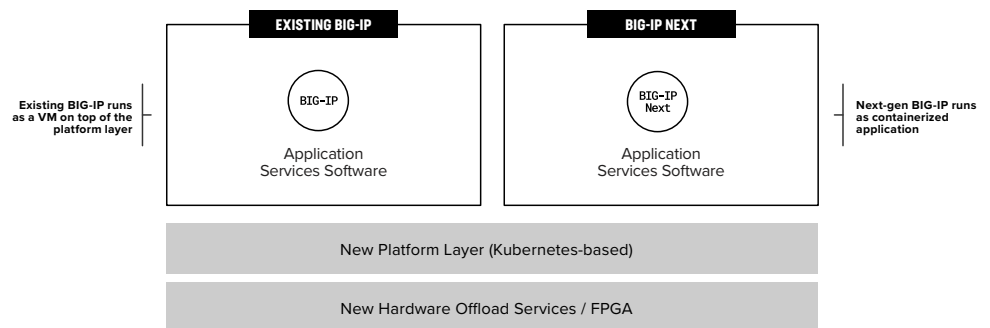 EXISTING BIG-IP
BIG-IP NEXT
Existing BIG-IP runs
as a VM on top of the
platform layer
BIG-IP
Application
Services Software
BIG-IP
Next
Application
Services Software
Next-gen BIG-IP runs
as containerized
application
New Platform Layer (Kubernetes-based)
New Hardware Offload Services / FPGA